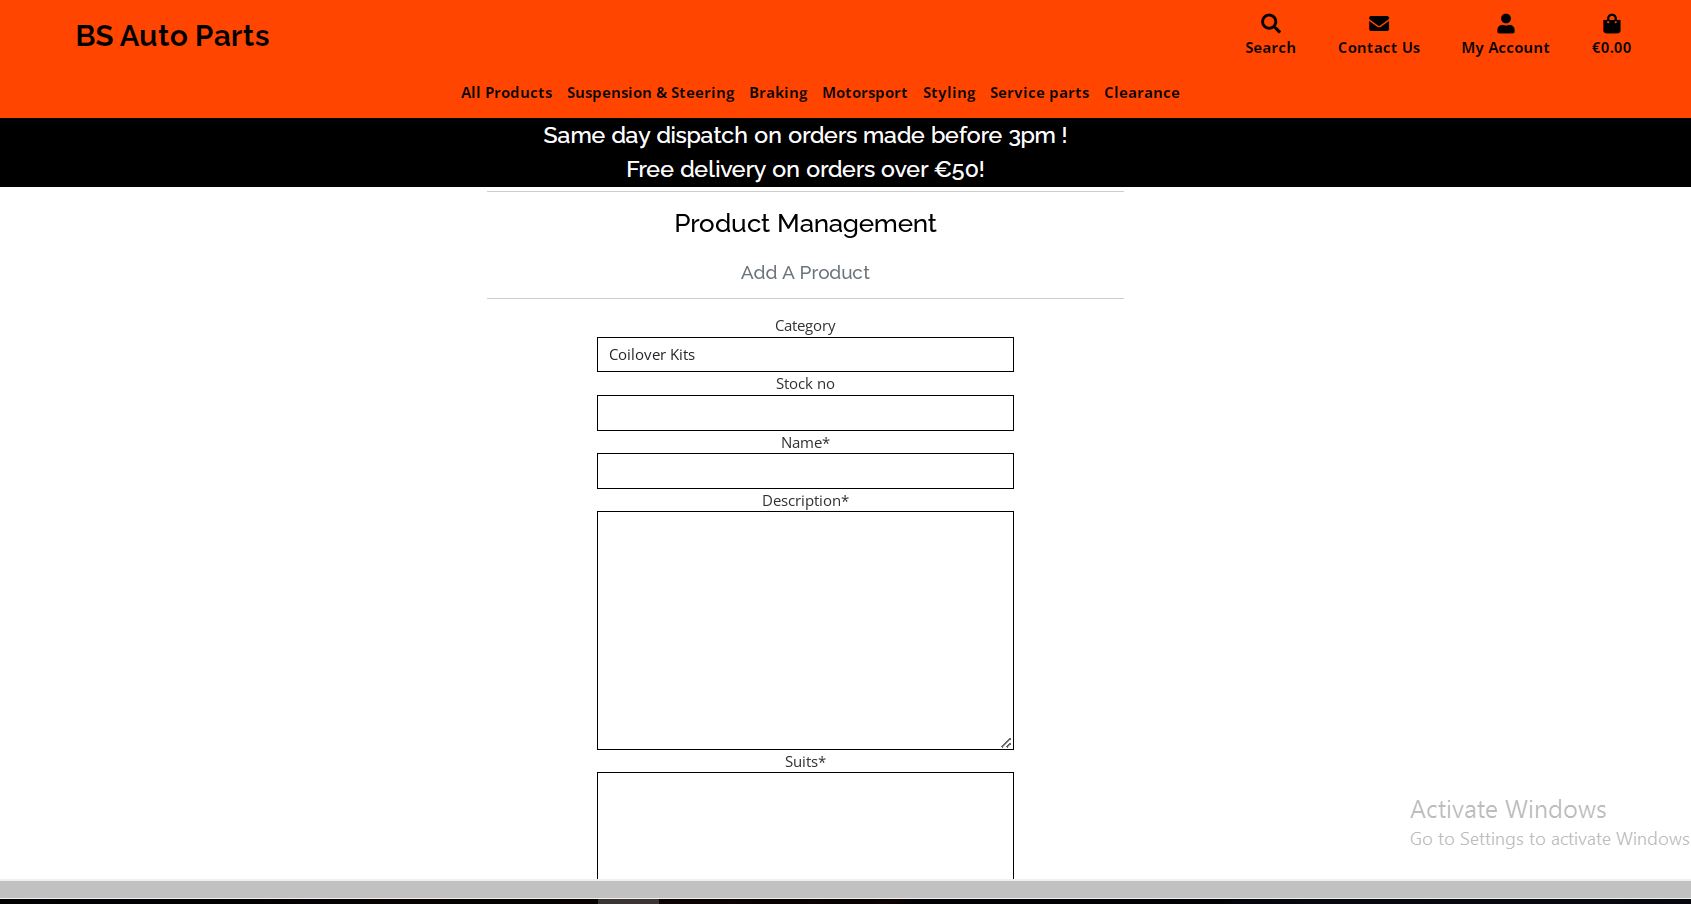 BS Auto Parts
Search
Contact Us
My Account
€0.00
All Products Suspension & Steering Braking Motorsport Styling Service parts Clearance
Same day dispatch on orders made before 3pm !
Free delivery on orders over €50!
Product Management
Add A Product
Category
Coilover Kits
Stock no
Name*
Description*
Suits*
Activate Windows
Go to Settings to activate Windows